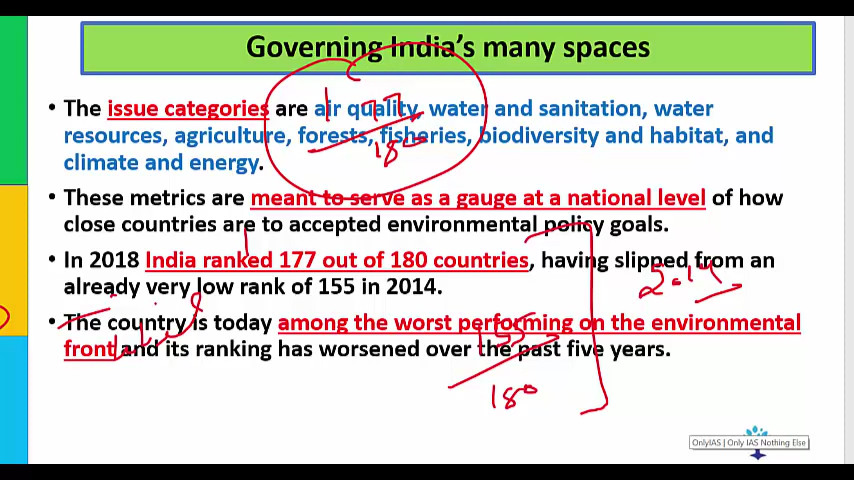 Governing India's many spaces
• The issue categories are air quality, water and sanitation, water
resources, agriculture, forests, fisheries, biodiversity and habitat, and
climate and energy.
• These metrics are meant to serve as a gauge at a national level of how
close countries are to accepted environmental policy goals.
• In 2018 India ranked 177 out of 180 countries, having slipped from an
already very low rank of 155 in 2014.
• The country is today among the worst performing on the environmental
front and its ranking has worsened over the past five years.
177
180
2014
155
180
OnlyIAS | Only IAS Nothing Else